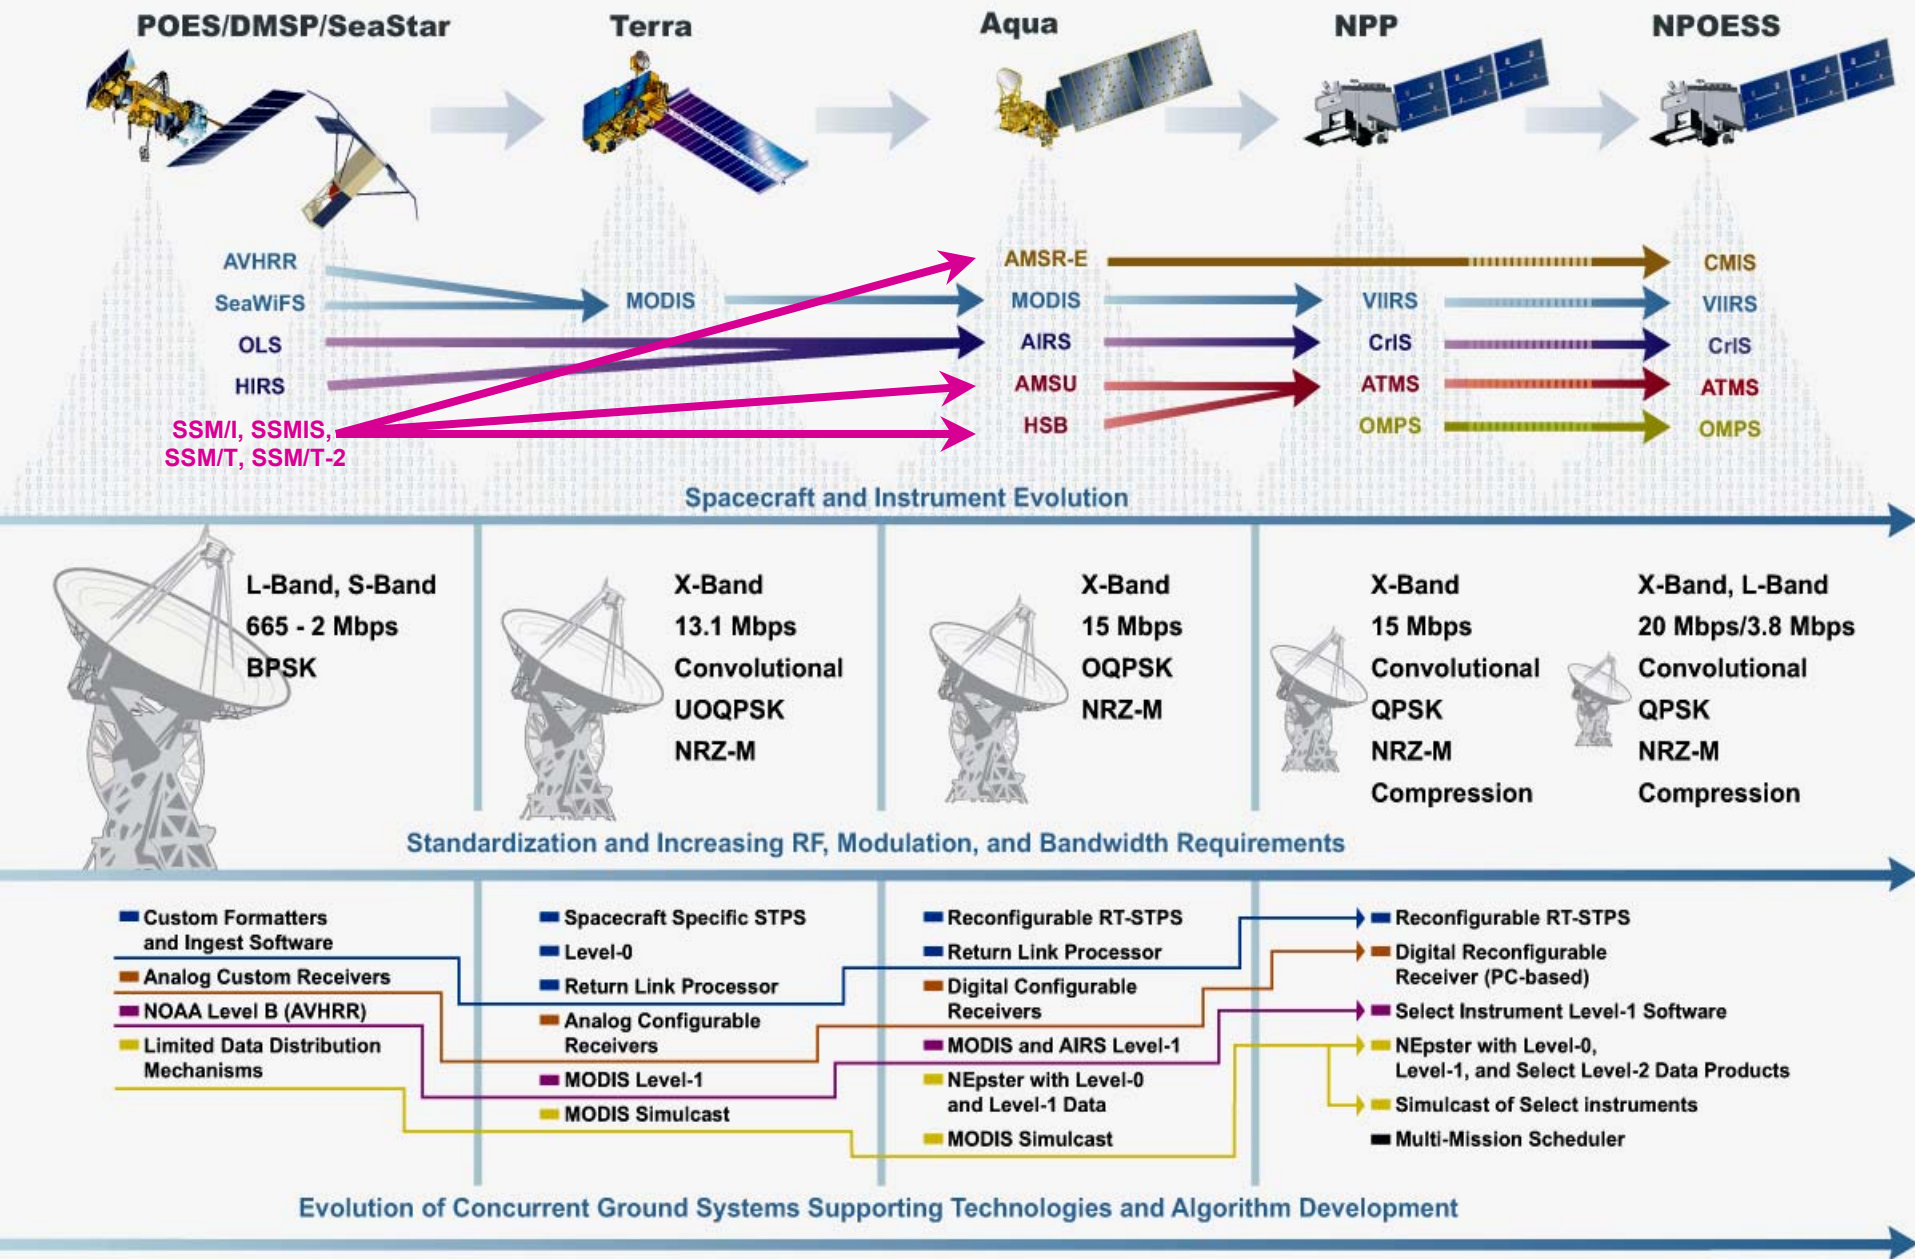 POES/DMSP/SeaStar
Terra
Aqua
NPP
NPOESS
AVHRR
SeaWiFS
OLS
HIRS
SSM/I, SSMIS,
SSM/T, SSM/T-2
MODIS
AMSR-E
MODIS
AIRS
AMSU
HSB
VIIRS
CrIS
ATMS
OMPS
CMIS
VIIRS
CrIS
ATMS
OMPS
Spacecraft and Instrument Evolution
L-Band, S-Band
665 - 2 Mbps
BPSK
X-Band
13.1 Mbps
Convolutional
UOQPSK
NRZ-M
X-Band
15 Mbps
OQPSK
NRZ-M
X-Band
15 Mbps
Convolutional
QPSK
NRZ-M
Compression
X-Band, L-Band
20 Mbps/3.8 Mbps
Convolutional
QPSK
NRZ-M
Compression
Standardization and Increasing RF, Modulation, and Bandwidth Requirements
Custom Formatters
and Ingest Software
Analog Custom Receivers
NOAA Level B (AVHRR)
Limited Data Distribution
Mechanisms
Spacecraft Specific STPS
Level-0
Return Link Processor
Analog Configurable
Receivers
MODIS Level-1
MODIS Simulcast
Reconfigurable RT-STPS
Return Link Processor
Digital Configurable
Receivers
MODIS and AIRS Level-1
NEpster with Level-0
and Level-1 Data
MODIS Simulcast
Reconfigurable RT-STPS
Digital Reconfigurable
Receiver (PC-based)
Select Instrument Level-1 Software
NEpster with Level-0,
Level-1, and Select Level-2 Data Products
Simulcast of Select instruments
Multi-Mission Scheduler
Evolution of Concurrent Ground Systems Supporting Technologies and Algorithm Development